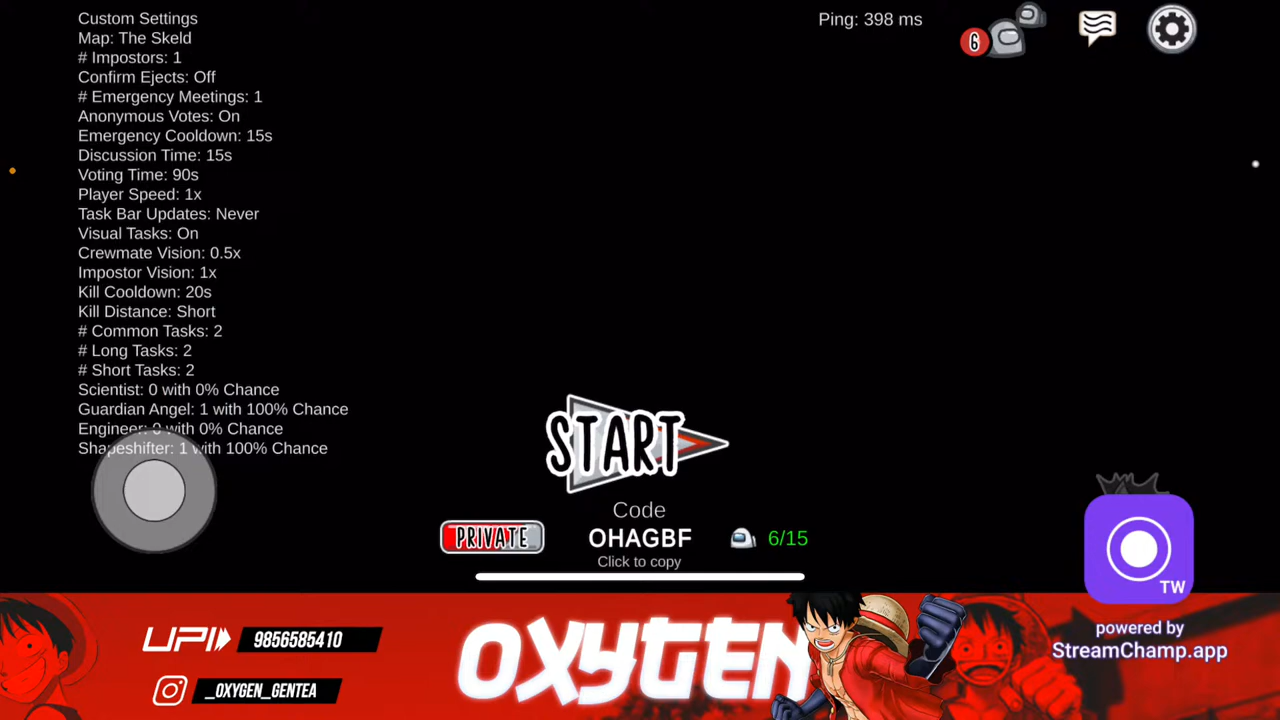 Custom Settings
Map: The Skeld
# Impostors: 1
Confirm Ejects: Off
# Emergency Meetings: 1
Anonymous Votes: On
Emergency Cooldown: 15s
Discussion Time: 15s
Voting Time: 90s
Player Speed: 1x
Task Bar Updates: Never
Visual Tasks: On
Crewmate Vision: 0.5x
Impostor Vision: 1x
Kill Cooldown: 20s
Kill Distance: Short
# Common Tasks: 2
# Long Tasks: 2
# Short Tasks: 2
Scientist: 0 with 0% Chance
Guardian Angel: 1 with 100% Chance
Engineer: 0 with 0% Chance
Shapeshifter: 1 with 100% Chance
Ping: 398 ms
6
START
Code
PRIVATE
OHAGBF
6/15
Click to copy
TW
powered by
StreamChamp.app
UPI
9856585410
_OXYGEN_GENTEA
OXYGEN